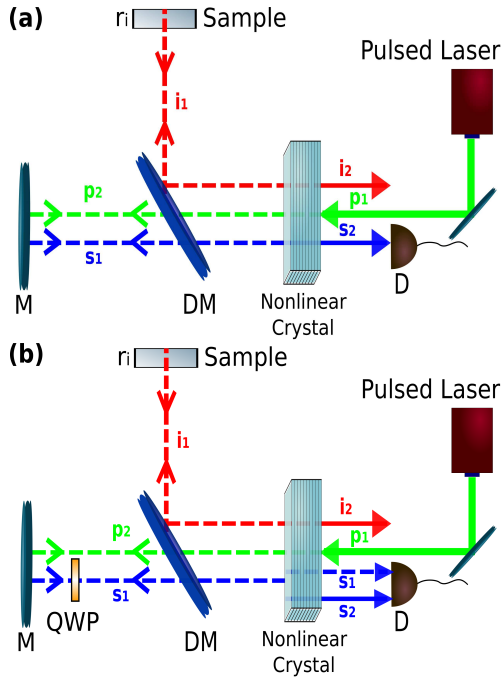 (a)
rᵢ Sample
Pulsed Laser
i₁
i₂
p₂
p₁
s₁
s₂
M
DM
D
Nonlinear
Crystal
(b)
rᵢ Sample
Pulsed Laser
i₁
i₂
p₂
p₁
s₁
s₁
s₂
QWP
M
DM
D
Nonlinear
Crystal